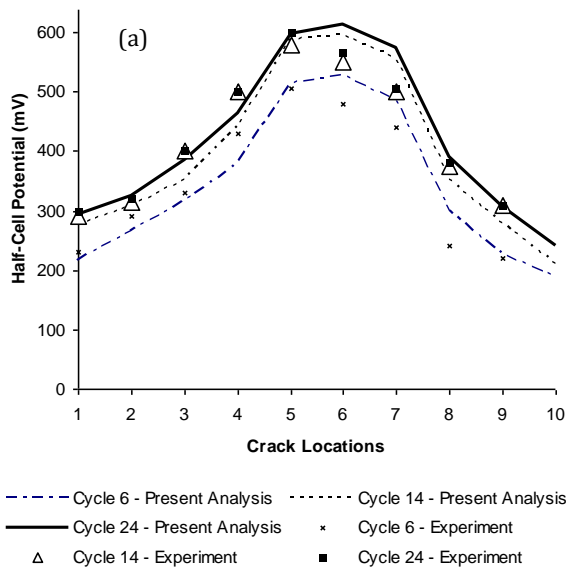 (a)
600
500
400
300
200
100
0
Half-Cell Potential (mV)
1 2 3 4 5 6 7 8 9 10
Crack Locations
Cycle 6 - Present Analysis Cycle 14 - Present Analysis
Cycle 24 - Present Analysis Cycle 6 - Experiment
Cycle 14 - Experiment Cycle 24 - Experiment